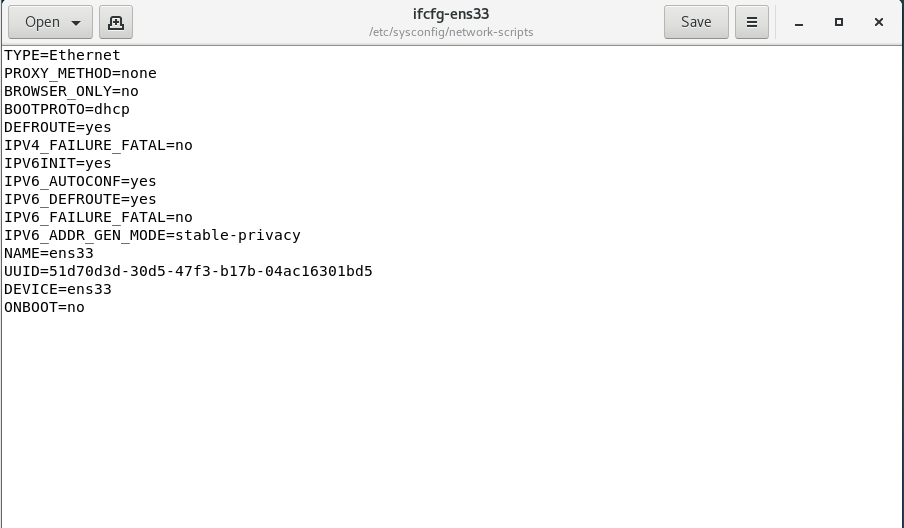 Open
ifcfg-ens33
/etc/sysconfig/network-scripts
Save
TYPE=Ethernet
PROXY_METHOD=none
BROWSER_ONLY=no
BOOTPROTO=dhcp
DEFROUTE=yes
IPV4_FAILURE_FATAL=no
IPV6INIT=yes
IPV6_AUTOCONF=yes
IPV6_DEFROUTE=yes
IPV6_FAILURE_FATAL=no
IPV6_ADDR_GEN_MODE=stable-privacy
NAME=ens33
UUID=51d70d3d-30d5-47f3-b17b-04ac16301bd5
DEVICE=ens33
ONBOOT=no